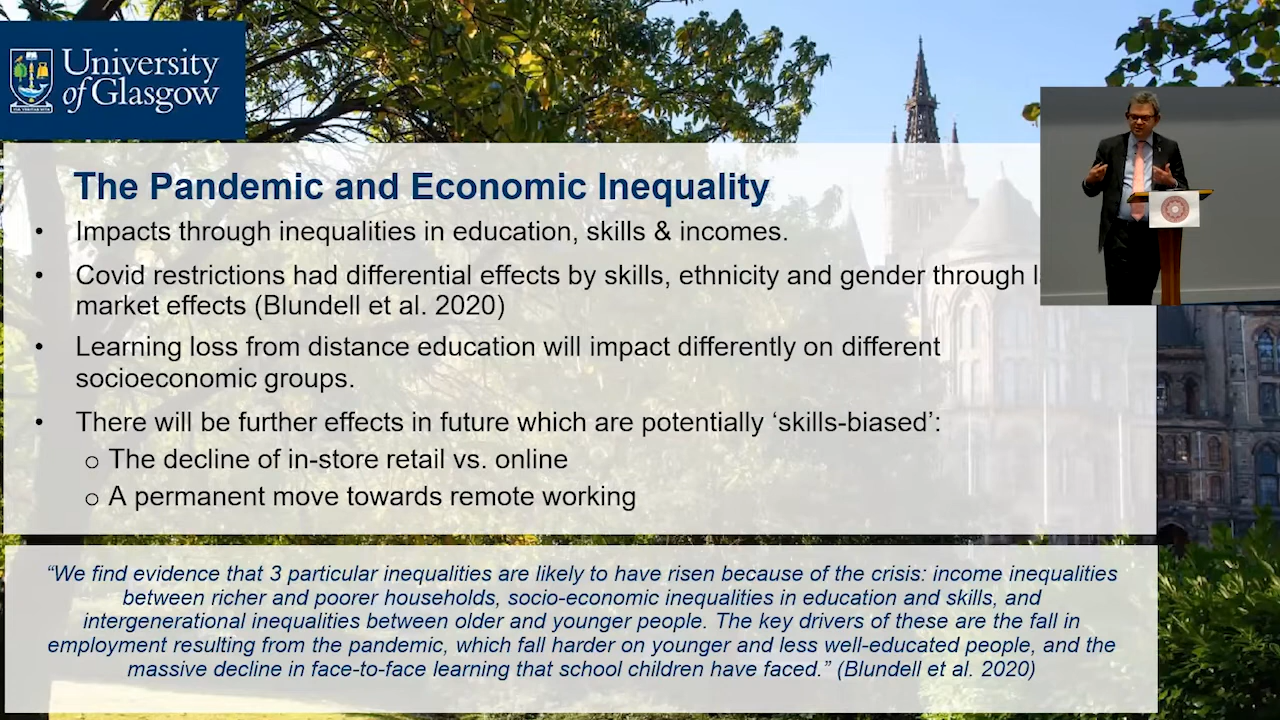 University
of Glasgow
The Pandemic and Economic Inequality
• Impacts through inequalities in education, skills & incomes.
• Covid restrictions had differential effects by skills, ethnicity and gender through
market effects (Blundell et al. 2020)
• Learning loss from distance education will impact differently on different
socioeconomic groups.
• There will be further effects in future which are potentially ‘skills-biased’:
o The decline of in-store retail vs. online
o A permanent move towards remote working
“We find evidence that 3 particular inequalities are likely to have risen because of the crisis: income inequalities
between richer and poorer households, socio-economic inequalities in education and skills, and
intergenerational inequalities between older and younger people. The key drivers of these are the fall in
employment resulting from the pandemic, which fall harder on younger and less well-educated people, and the
massive decline in face-to-face learning that school children have faced.” (Blundell et al. 2020)